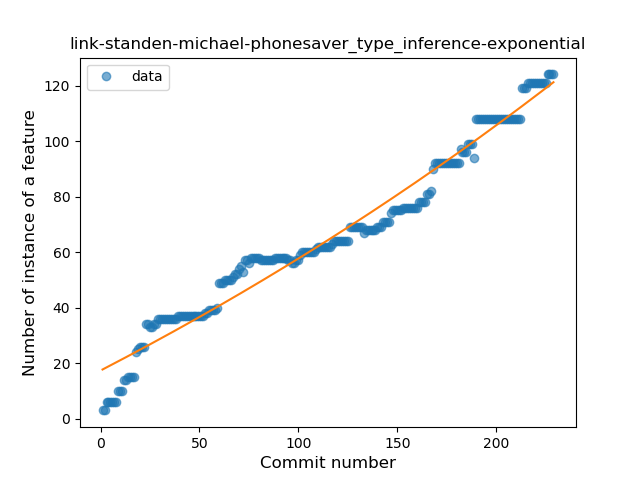 link-standen-michael-phonesaver_type_inference-exponential
data
Number of instance of a feature
120
100
80
60
40
20
0
0 50 100 150 200
Commit number